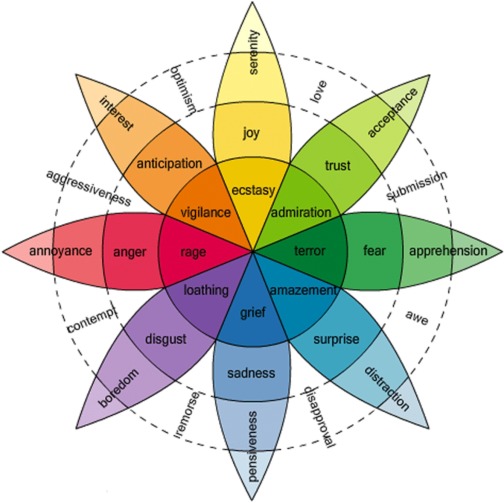 serenity
joy
ecstasy
optimism
love
interest
anticipation
vigilance
acceptance
trust
admiration
aggressiveness
submission
annoyance
anger
rage
terror
fear
apprehension
contempt
awe
loathing
disgust
boredom
amazement
surprise
distraction
grief
sadness
pensiveness
remorse
disapproval